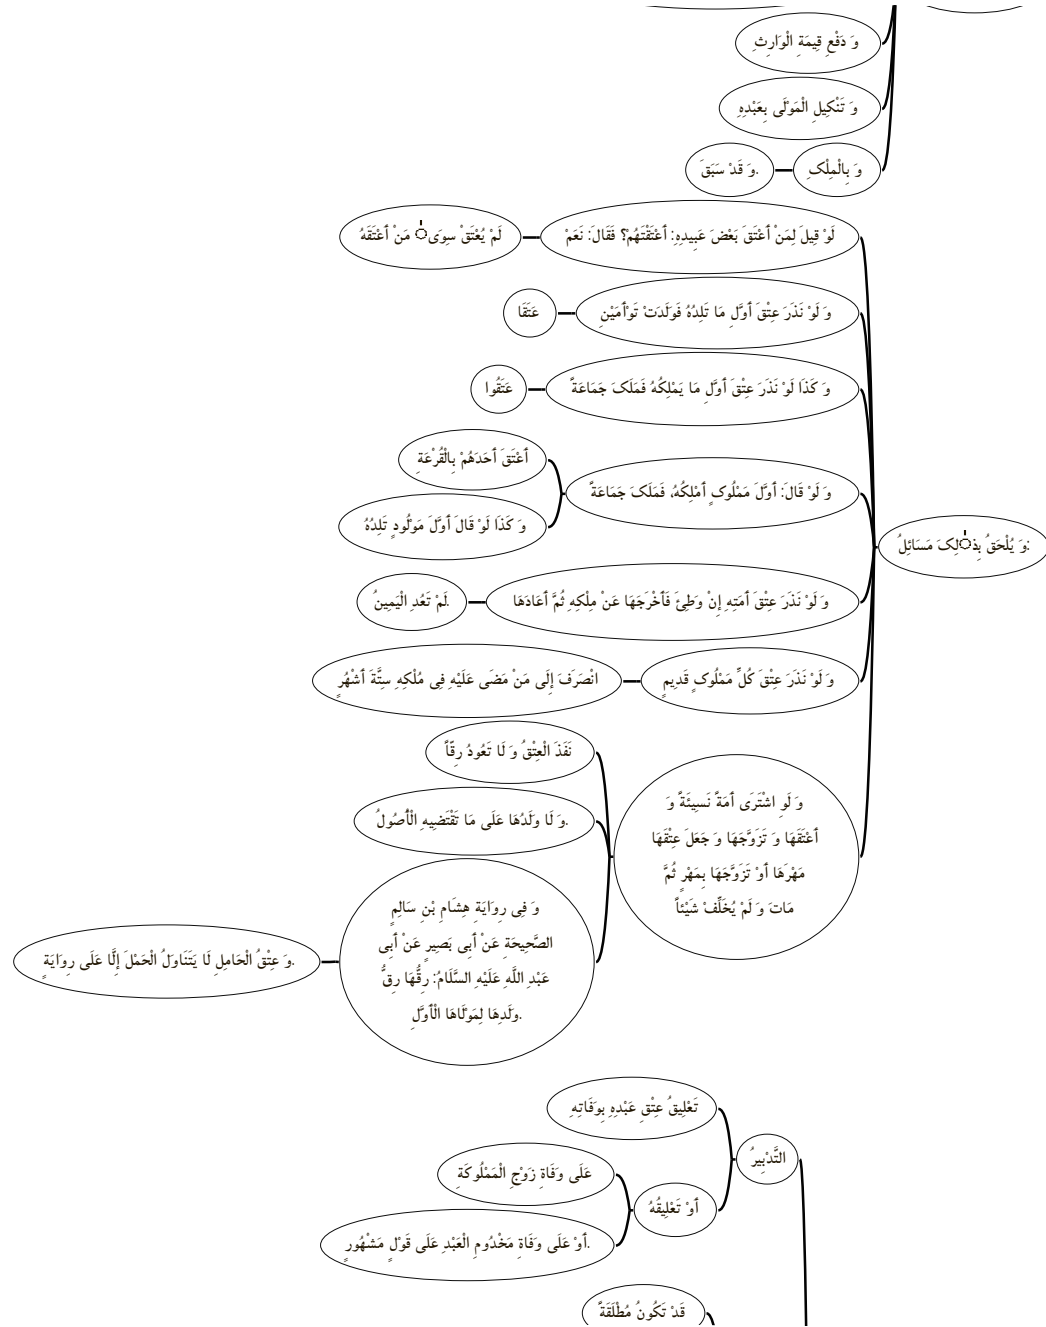 وَ دَفْعِ قِيمَةِ الْوَارِثِ
وَ تَنْكِيلِ الْمَوْلَى بِعَبْدِهِ
وَ بِالْمِلْكِ
وَ قَدْ سَبَقَ.
وَ يُلْحَقُ بِذٰلِکَ مَسَائِلُ:
لَوْ قِيلَ لِمَنْ أَعْتَقَ بَعْضَ عَبِيدِهِ: أَعْتَقْتَهُمْ؟ فَقَالَ: نَعَمْ
لَمْ يُعْتَقْ سِوَىٰ مَنْ أَعْتَقَهُ
وَ لَوْ نَذَرَ عِتْقَ أَوَّلِ مَا تَلِدُهُ فَوَلَدَتْ تَوْأَمَيْنِ
عَتَقَا
وَ كَذَا لَوْ نَذَرَ عِتْقَ أَوَّلِ مَا يَمْلِكُهُ فَمَلَکَ جَمَاعَةً
عَتَقُوا
وَ لَوْ قَالَ: أَوَّلَ مَمْلُوکٍ أَمْلِكُهُ، فَمَلَکَ جَمَاعَةً
أَعْتَقَ أَحَدَهُمْ بِالْقُرْعَةِ
وَ كَذَا لَوْ قَالَ أَوَّلَ مَوْلُودٍ تَلِدُهُ
وَ لَوْ نَذَرَ عِتْقَ أَمَتِهِ إِنْ وَطِئَ فَأَخْرَجَهَا عَنْ مِلْكِهِ ثُمَّ أَعَادَهَا
لَمْ تَعُدِ الْيَمِينُ.
وَ لَوْ نَذَرَ عِتْقَ كُلِّ مَمْلُوکٍ قَدِيمٍ
انْصَرَفَ إِلَى مَنْ مَضَى عَلَيْهِ فِى مُلْكِهِ سِتَّةَ أَشْهُرٍ
وَ لَوِ اشْتَرَى أَمَةً نَسِيئَةً وَ
أَعْتَقَهَا وَ تَزَوَّجَهَا وَ جَعَلَ عِتْقَهَا
مَهْرَهَا أَوْ تَزَوَّجَهَا بِمَهْرٍ ثُمَّ
مَاتَ وَ لَمْ يُخَلِّفْ شَيْئاً
نَفَذَ الْعِتْقُ وَ لَا تَعُودُ رِقّاً
وَ لَا وَلَدُهَا عَلَى مَا تَقْتَضِيهِ الْأُصُولُ.
وَ فِى رِوَايَةِ هِشَامِ بْنِ سَالِمٍ
الصَّحِيحَةِ عَنْ أَبِى بَصِيرٍ عَنْ أَبِى
عَبْدِ اللَّهِ عَلَيْهِ السَّلَامُ: رِقُّهَا رِقُّ
وَلَدِهَا لِمَوْلَاهَا الْأَوَّلِ.
وَ عِتْقُ الْحَامِلِ لَا يَتَنَاوَلُ الْحَمْلَ إِلَّا عَلَى رِوَايَةٍ.
التَّدْبِيرُ
تَعْلِيقُ عِتْقِ عَبْدِهِ بِوَفَاتِهِ
أَوْ تَعْلِيقُهُ
عَلَى وَفَاةِ زَوْجِ الْمَمْلُوكَةِ
أَوْ عَلَى وَفَاةِ مَخْدُومِ الْعَبْدِ عَلَى قَوْلٍ مَشْهُورٍ.
قَدْ تَكُونُ مُطْلَقَةً